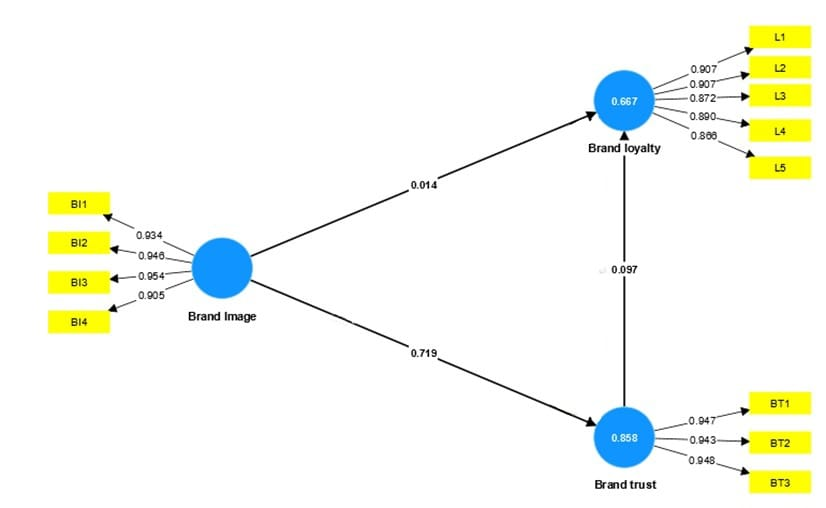 L1
0.907
L2
0.907
0.667
0.872
L3
0.890
L4
0.866
Brand loyalty
L5
0.014
BI1
0.934
BI2
0.946
BI3
0.954
0.905
BI4
Brand Image
0.097
0.719
BT1
0.947
0.858
0.943
BT2
0.948
BT3
Brand trust